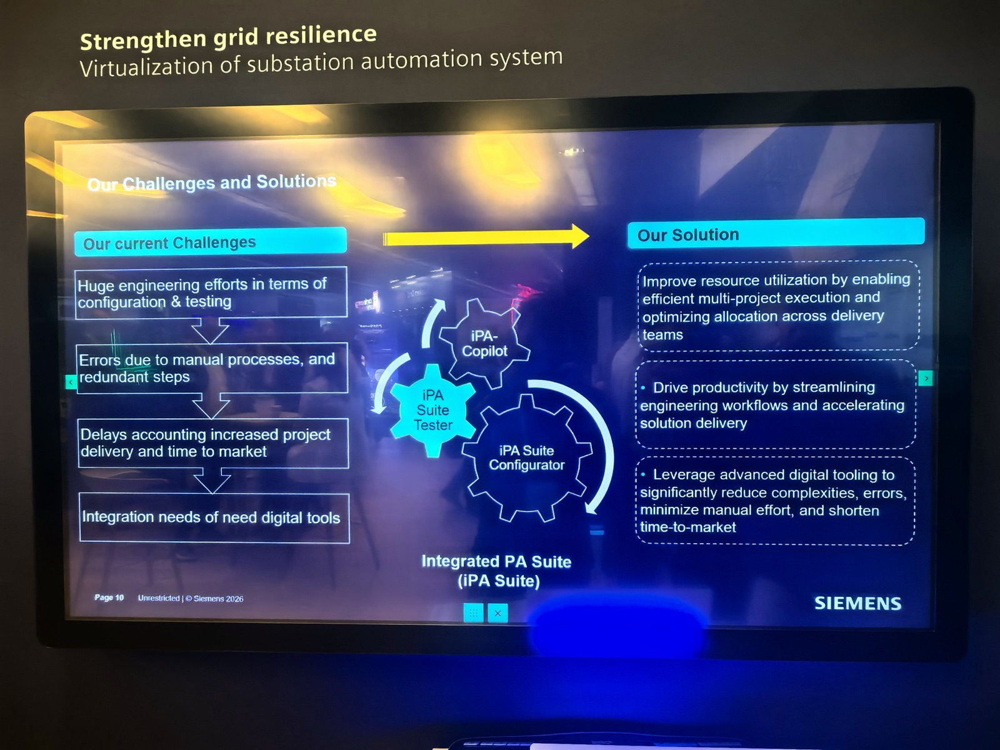 Strengthen grid resilience
Virtualization of substation automation system
Our Challenges and Solutions
Our current Challenges
Huge engineering efforts in terms of
configuration & testing
Errors due to manual processes, and
redundant steps
Delays accounting increased project
delivery and time to market
Integration needs of need digital tools
iPA-
Copilot
iPA
Suite
Tester
iPA Suite
Configurator
Integrated PA Suite
(iPA Suite)
Our Solution
Improve resource utilization by enabling
efficient multi-project execution and
optimizing allocation across delivery
teams
• Drive productivity by streamlining
engineering workflows and accelerating
solution delivery
• Leverage advanced digital tooling to
significantly reduce complexities, errors,
minimize manual effort, and shorten
time-to-market
Page 10 Unrestricted | © Siemens 2026
SIEMENS